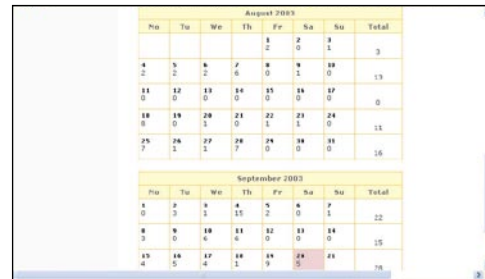 August 2003
Mo Tu We Th Fr Sa Su Total
1 2 3
2 0 1 3
4 5 6 7 8 9 10
2 2 2 6 0 1 0 13
11 12 13 14 15 16 17
0 0 0 0 0 0 0 0
18 19 20 21 22 23 24
8 0 1 0 1 1 0 11
25 26 27 28 29 30 31
7 1 1 7 0 0 0 16
September 2003
Mo Tu We Th Fr Sa Su Total
1 2 3 4 5 6 7
0 3 1 15 2 0 1 22
8 9 10 11 12 13 14
3 0 6 6 0 0 0 15
15 16 17 18 19 20 21
4 5 4 1 9 5